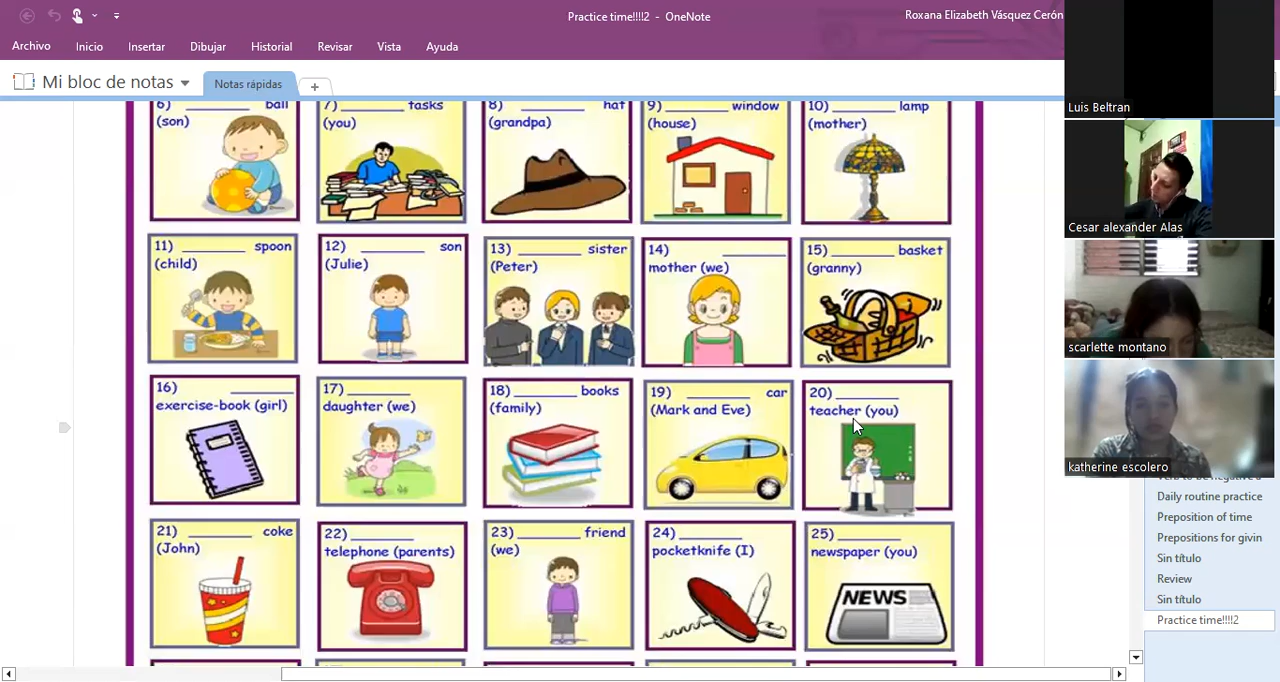 Practice time!!!!2 - OneNote
Roxana Elizabeth Vásquez Cerón
Archivo Inicio Insertar Dibujar Historial Revisar Vista Ayuda
Mi bloc de notas
Notas rápidas
+
6) ________ ball
(son)
7) ________ tasks
(you)
8) ________ hat
(grandpa)
9) ________ window
(house)
10) ________ lamp
(mother)
11) ________ spoon
(child)
12) ________ son
(Julie)
13) ________ sister
(Peter)
14) ________
mother (we)
15) ________ basket
(granny)
16) ________
exercise-book (girl)
17) ________
daughter (we)
18) ________ books
(family)
19) ________ car
(Mark and Eve)
20) ________
teacher (you)
21) ________ coke
(John)
22) ________
telephone (parents)
23) ________ friend
(we)
24) ________
pocketknife (I)
25) ________
newspaper (you)
NEWS
Luis Beltran
Cesar alexander Alas
scarlette montano
katherine escolero
Daily routine practice
Preposition of time
Prepositions for givin
Sin título
Review
Sin título
Practice time!!!!2